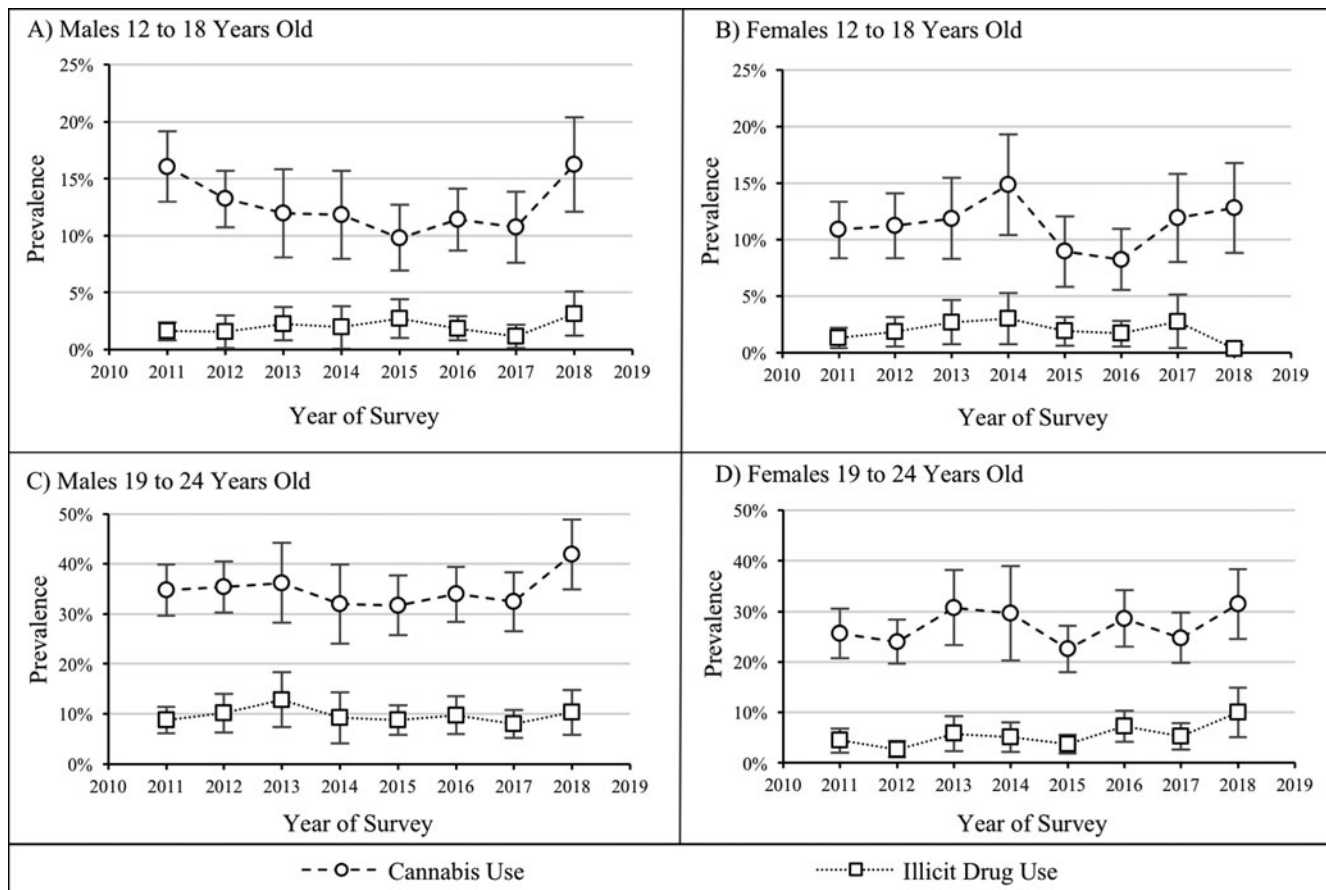 A) Males 12 to 18 Years Old
25%
20%
15%
10%
5%
0%
Prevalence
2010 2011 2012 2013 2014 2015 2016 2017 2018 2019
Year of Survey
B) Females 12 to 18 Years Old
25%
20%
15%
10%
5%
0%
Prevalence
2010 2011 2012 2013 2014 2015 2016 2017 2018 2019
Year of Survey
C) Males 19 to 24 Years Old
50%
40%
30%
20%
10%
0%
Prevalence
2010 2011 2012 2013 2014 2015 2016 2017 2018 2019
Year of Survey
D) Females 19 to 24 Years Old
50%
40%
30%
20%
10%
0%
Prevalence
2010 2011 2012 2013 2014 2015 2016 2017 2018 2019
Year of Survey
Cannabis Use
Illicit Drug Use